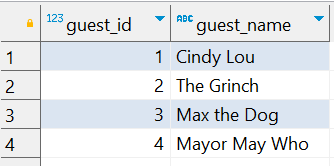 123 guest_id ABC guest_name
1 1 Cindy Lou
2 2 The Grinch
3 3 Max the Dog
4 4 Mayor May Who